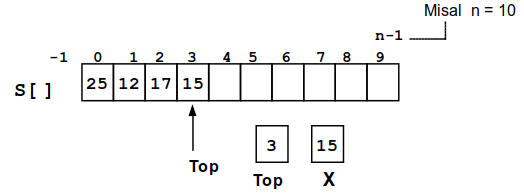 Misal n = 10
n-1
-1 0 1 2 3 4 5 6 7 8 9
S[ ] 25 12 17 15
3 15
Top
Top X